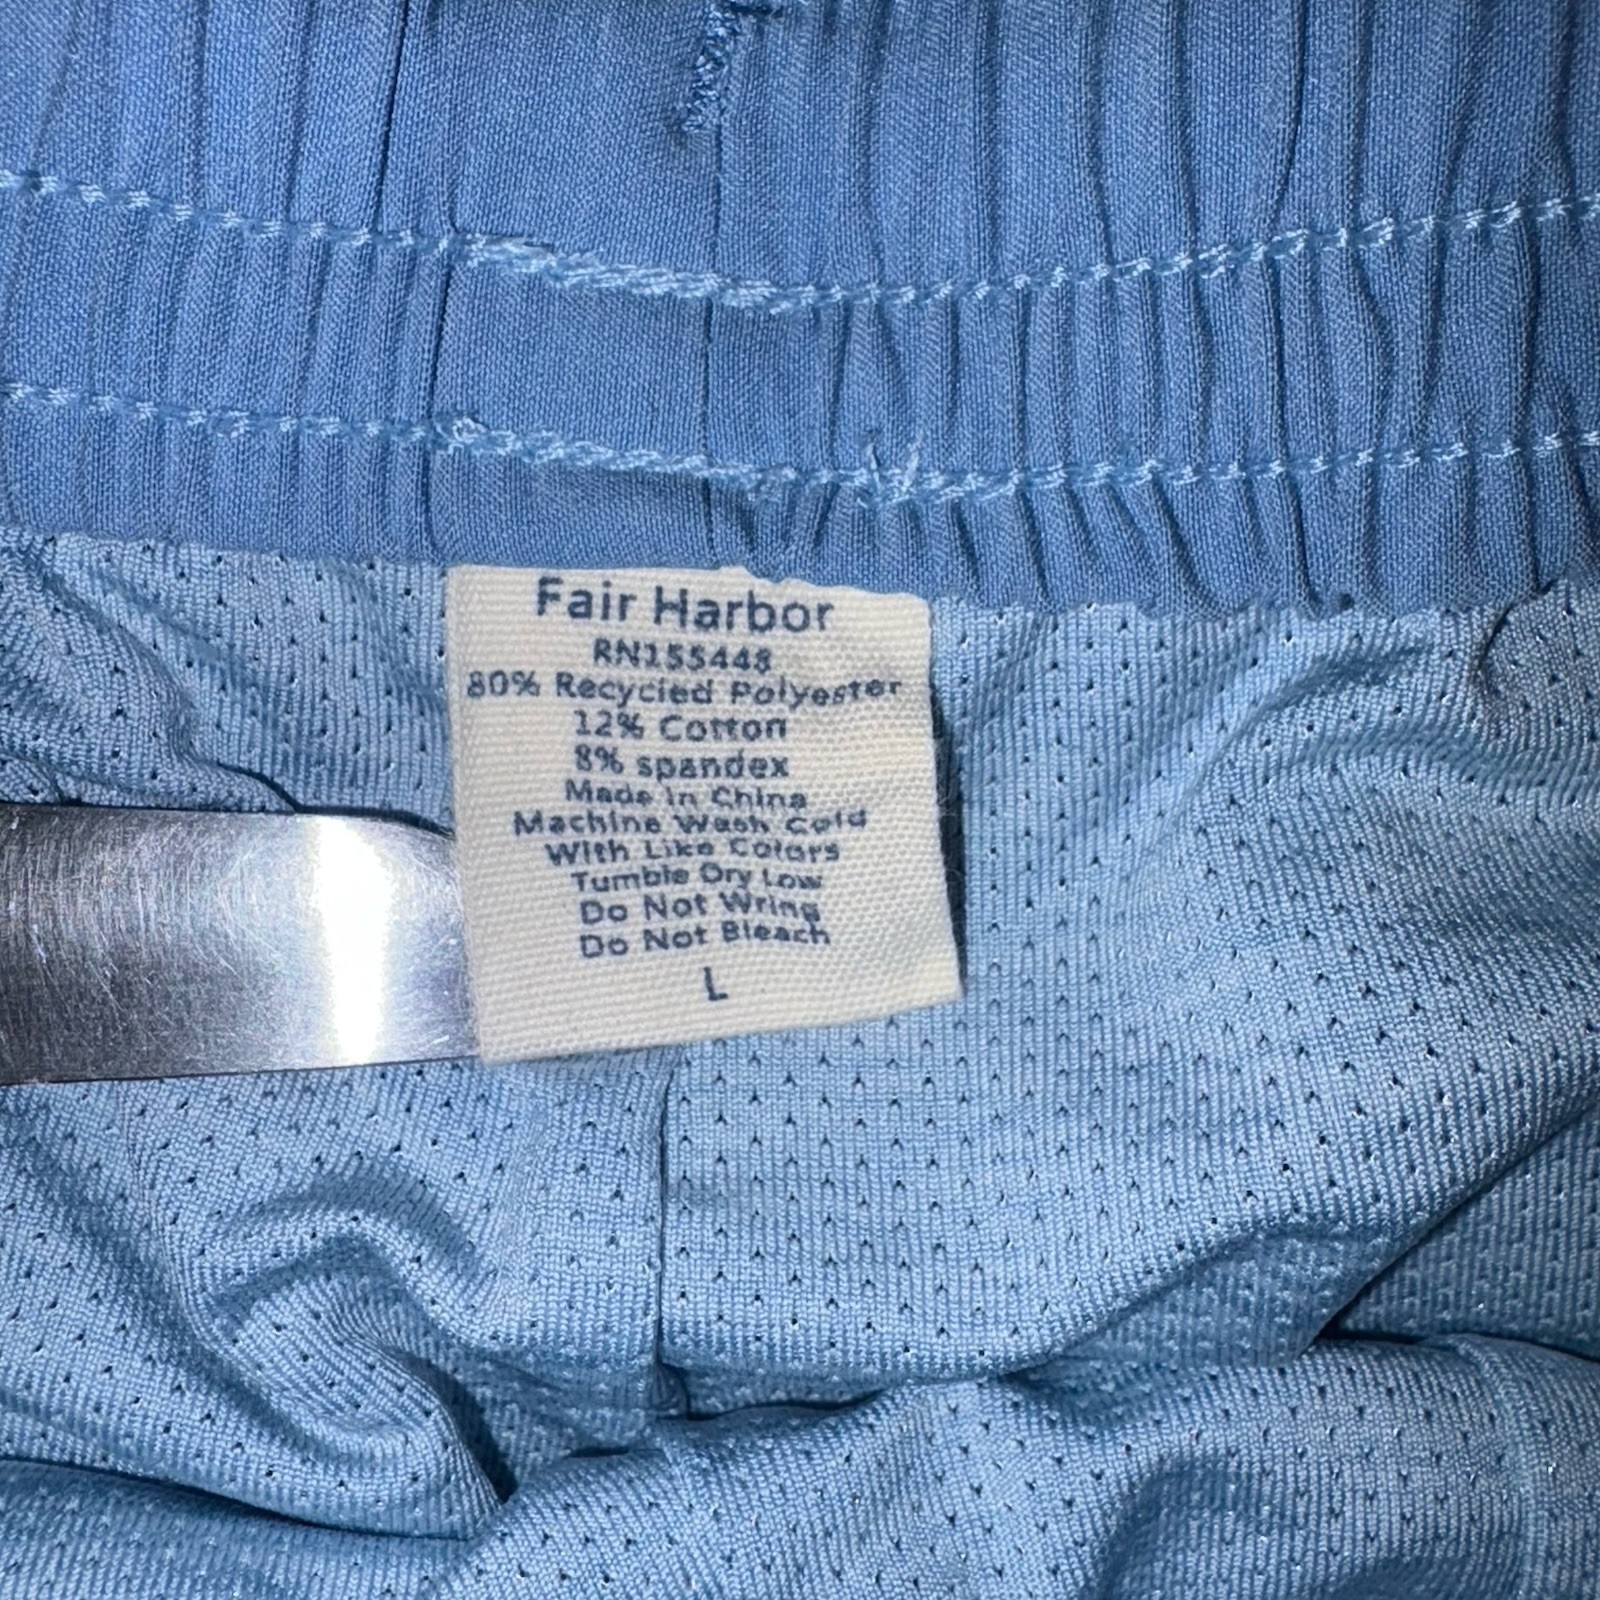 Fair Harbor
RN155448
80% Recycled Polyester
12% Cotton
8% spandex
Made in China
Machine Wash Cold
With Like Colors
Tumble Dry Low
Do Not Wring
Do Not Bleach
L